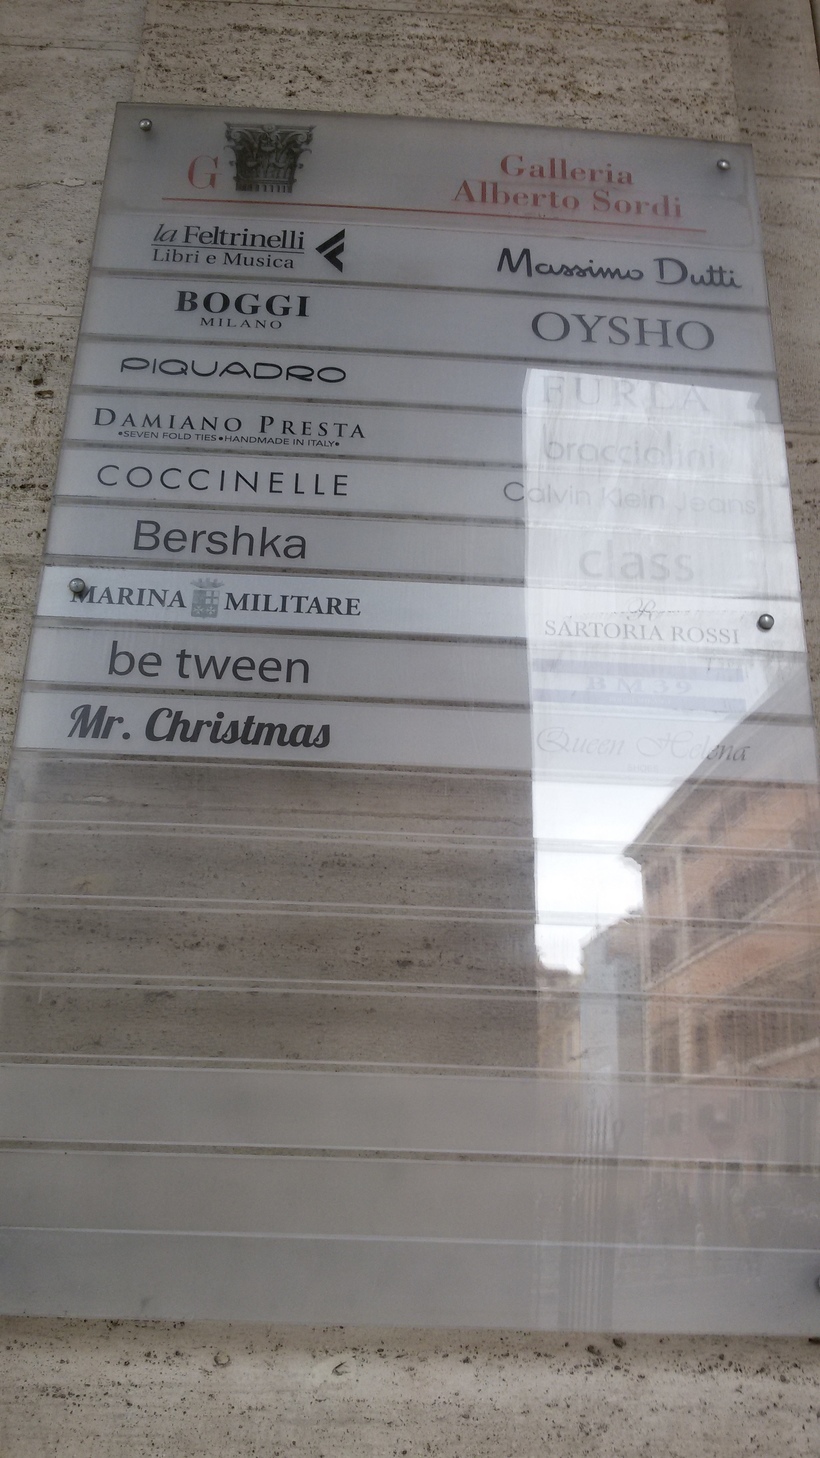 G
Galleria
Alberto Sordi
la Feltrinelli
Libri e Musica
Massimo Dutti
BOGGI
MILANO
OYSHO
PIQUADRO
FURLA
DAMIANO PRESTA
•SEVEN FOLD TIES•HANDMADE IN ITALY•
braccialini
COCCINELLE
Calvin Klein Jeans
Bershka
class
MARINA MILITARE
R
SARTORIA ROSSI
be tween
BM39
Mr. Christmas
Queen Helena